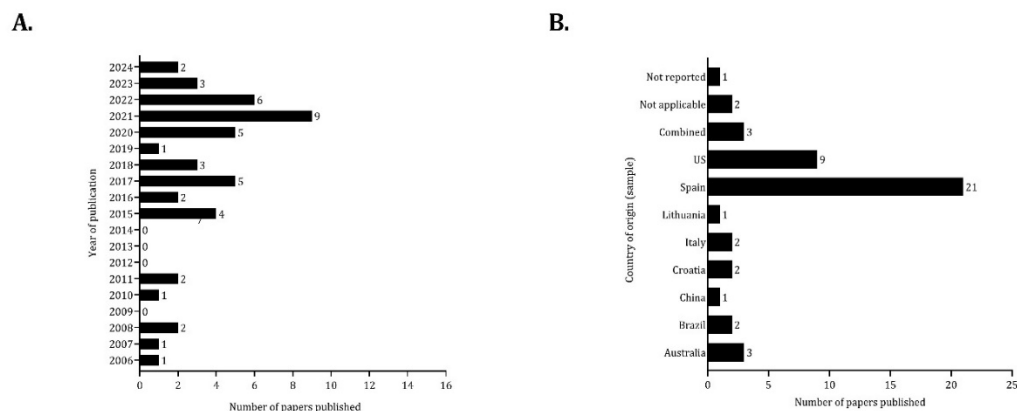 A.
B.
Year of publication
2024 2
2023 3
2022 6
2021 9
2020 5
2019 1
2018 3
2017 5
2016 2
2015 4
2014 0
2013 0
2012 0
2011 2
2010 1
2009 0
2008 2
2007 1
2006 1
0 2 4 6 8 10 12 14 16
Number of papers published
Country of origin (sample)
Not reported 1
Not applicable 2
Combined 3
US 9
Spain 21
Lithuania 1
Italy 2
Croatia 2
China 1
Brazil 2
Australia 3
0 5 10 15 20 25
Number of papers published